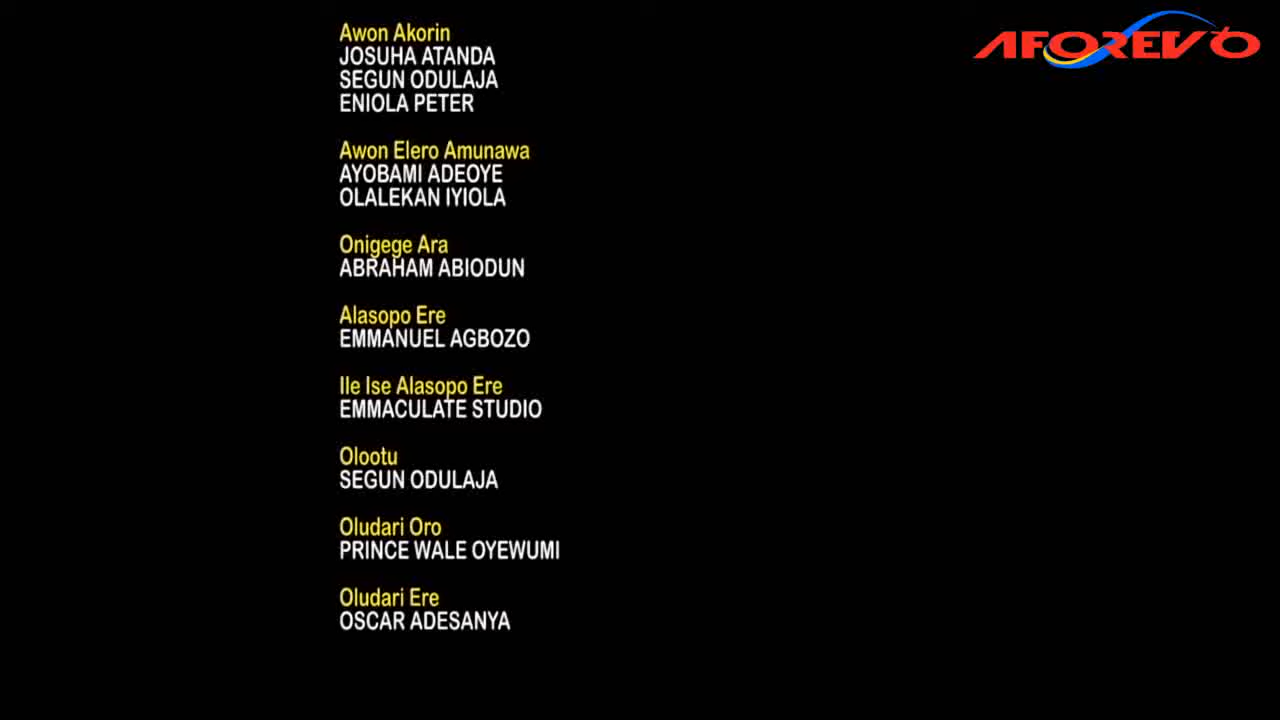 AFOREVO
Awon Akorin
JOSUHA ATANDA
SEGUN ODULAJA
ENIOLA PETER
Awon Elero Amunawa
AYOBAMI ADEOYE
OLALEKAN IYIOLA
Onigege Ara
ABRAHAM ABIODUN
Alasopo Ere
EMMANUEL AGBOZO
Ile Ise Alasopo Ere
EMMACULATE STUDIO
Olootu
SEGUN ODULAJA
Oludari Oro
PRINCE WALE OYEWUMI
Oludari Ere
OSCAR ADESANYA